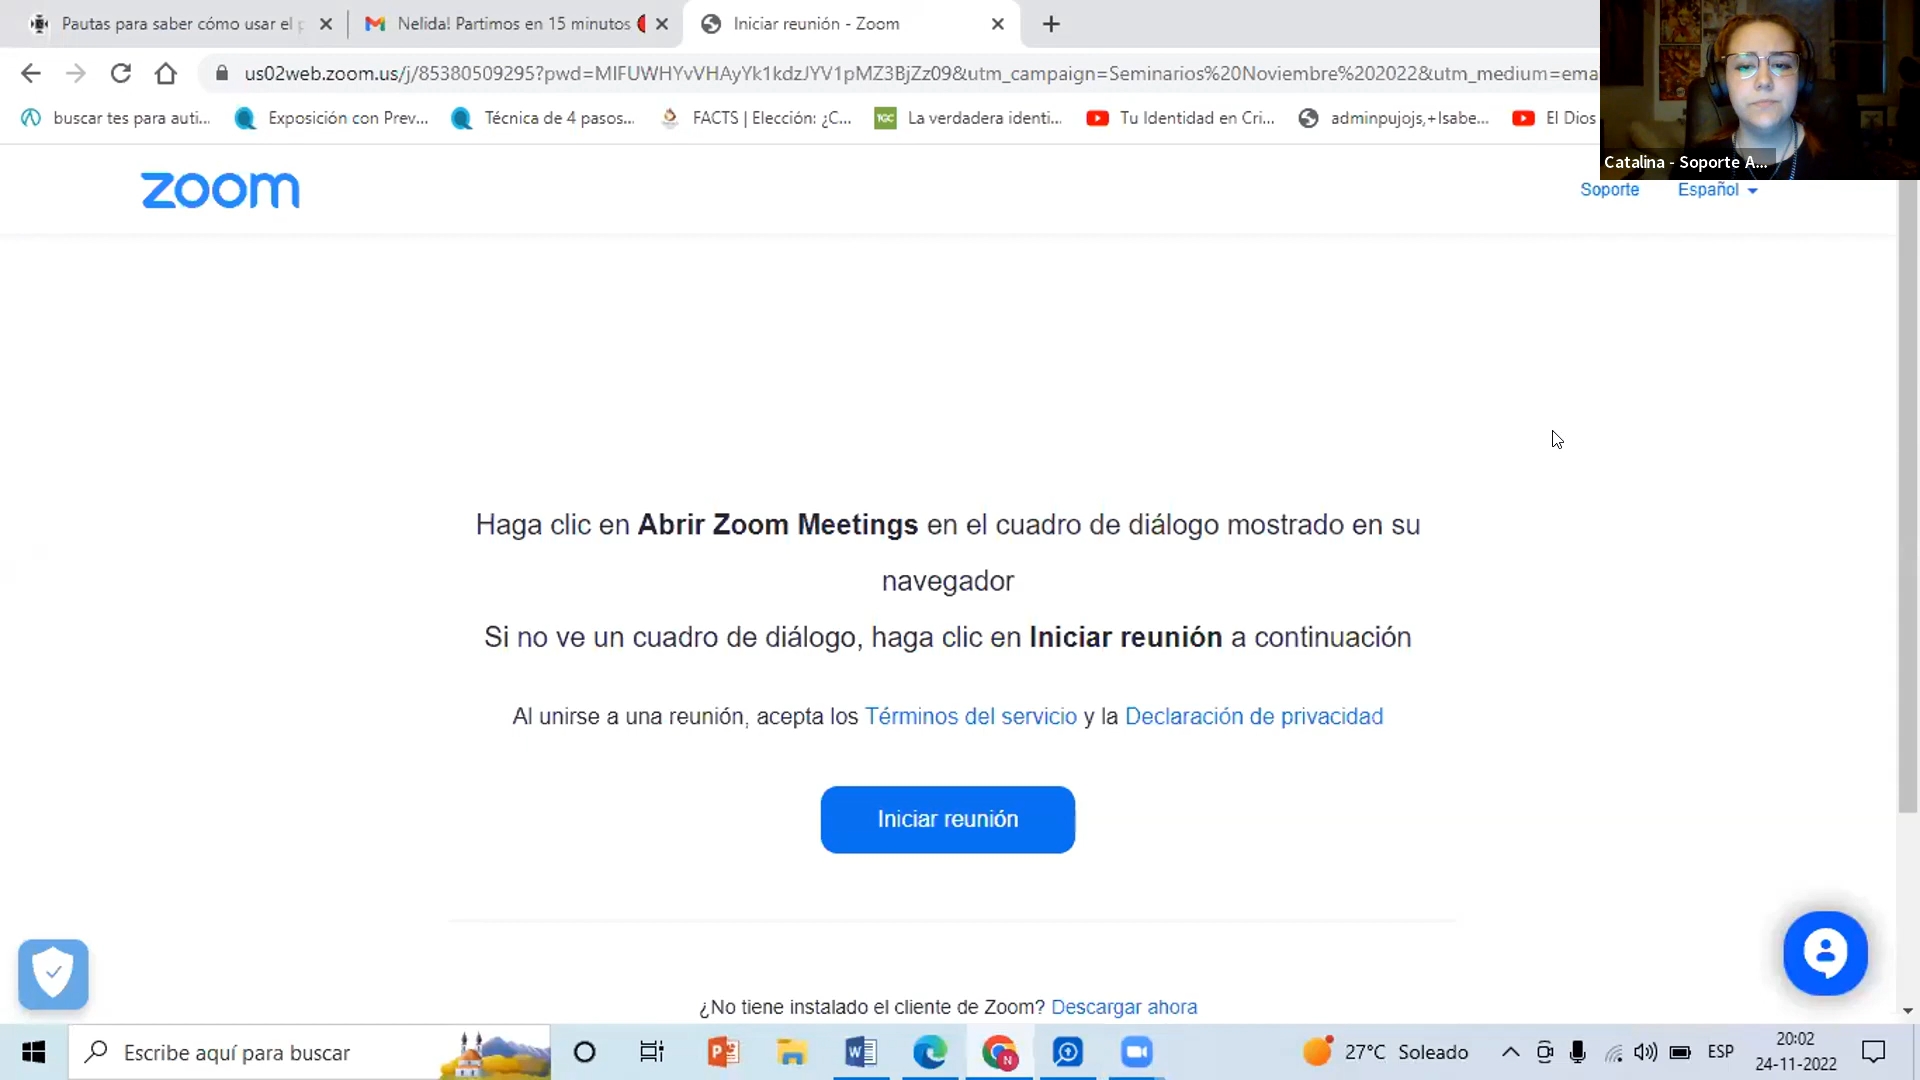 Pautas para saber cómo usar el p
Nelida! Partimos en 15 minutos
Iniciar reunión - Zoom
us02web.zoom.us/j/85380509295?pwd=MlFUWHYvVHAyYk1kdzJYV1pMZ3BjZz09&utm_campaign=Seminarios%20Noviembre%202022&utm_medium=ema
buscar tes para auti...
Exposición con Prev...
Técnica de 4 pasos...
FACTS | Elección: ¿C...
TGC
La verdadera identi...
Tu Identidad en Cri...
adminpujojs,+Isabe...
El Dios
Catalina - Soporte A...
zoom
Soporte
Español
Haga clic en Abrir Zoom Meetings en el cuadro de diálogo mostrado en su
navegador
Si no ve un cuadro de diálogo, haga clic en Iniciar reunión a continuación
Al unirse a una reunión, acepta los Términos del servicio y la Declaración de privacidad
Iniciar reunión
¿No tiene instalado el cliente de Zoom? Descargar ahora
Escribe aquí para buscar
N
27°C Soleado
ESP
20:02
24-11-2022